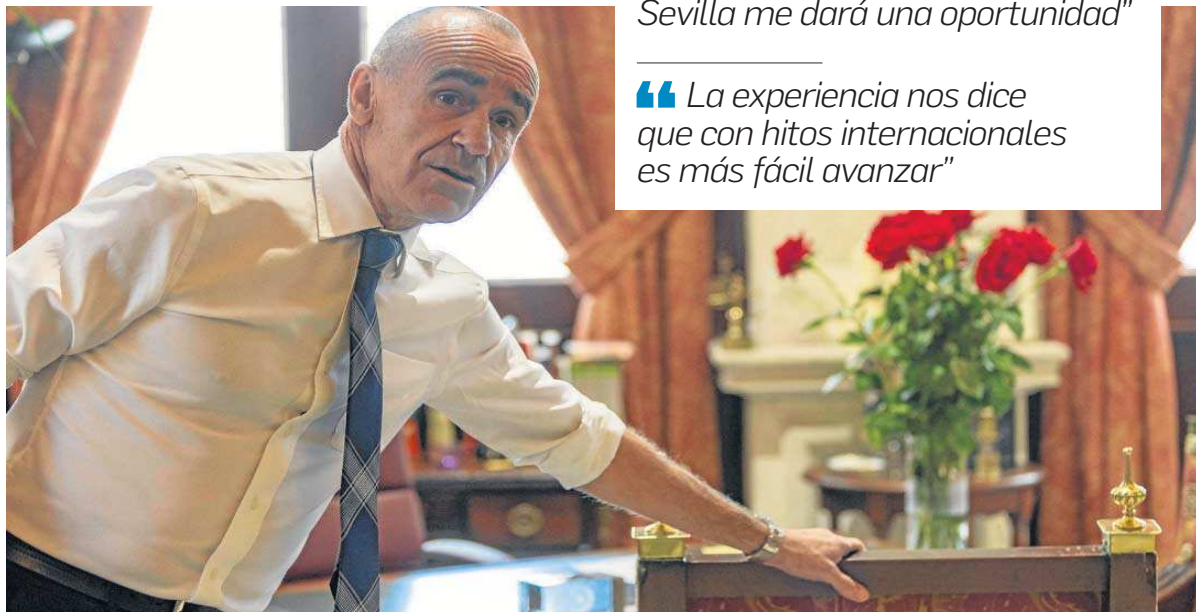 Sevilla me dará una oportunidad”
❝ La experiencia nos dice
que con hitos internacionales
es más fácil avanzar”